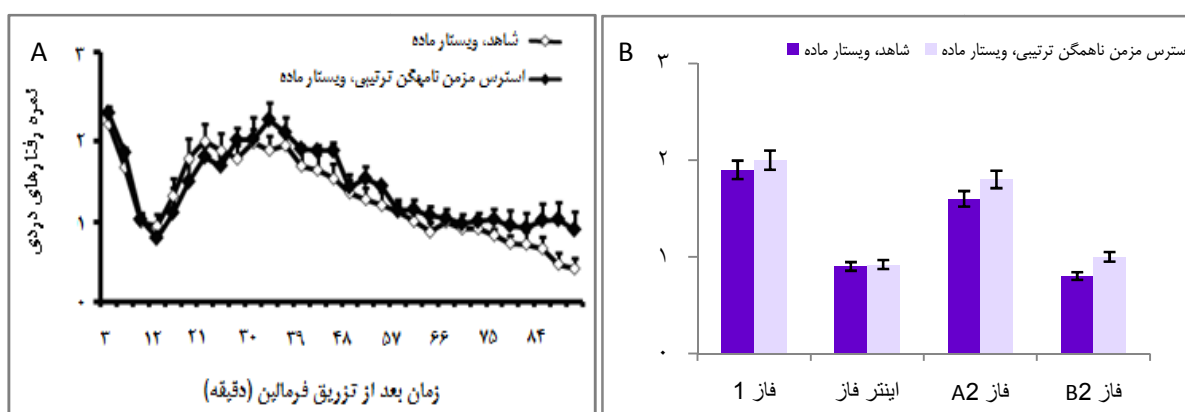 A
شاهد، ویستار ماده
استرس مزمن نامهگن ترتیبی، ویستار ماده
نمره رفتارهای دردی
۳
۲
۱
۰
۳ ۱۲ ۲۱ ۳۰ ۳۹ ۴۸ ۵۷ ۶۶ ۷۵ ۸۴
زمان بعد از تزریق فرمالین (دقیقه)
B
شاهد، ویستار ماده
سترس مزمن ناهمگن ترتیبی، ویستار ماده
۳
۲
۱
۰
فاز 1
اینتر فاز
فاز A2
فاز B2